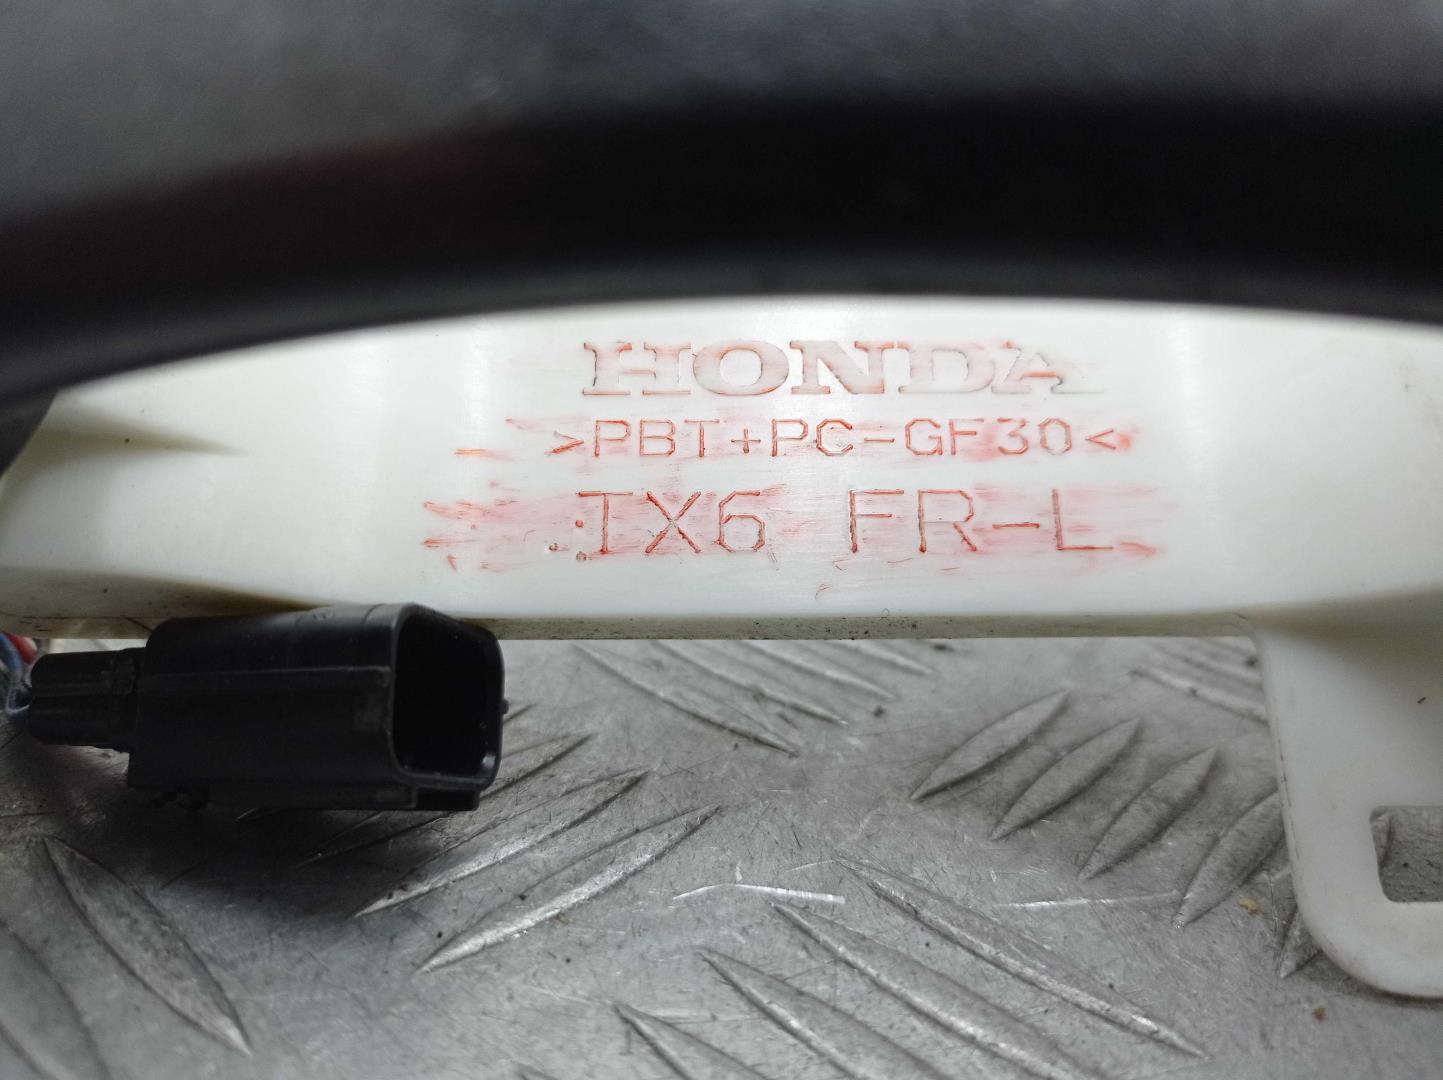 HONDA
>PBT+PC-GF30<
TX6 FR-L